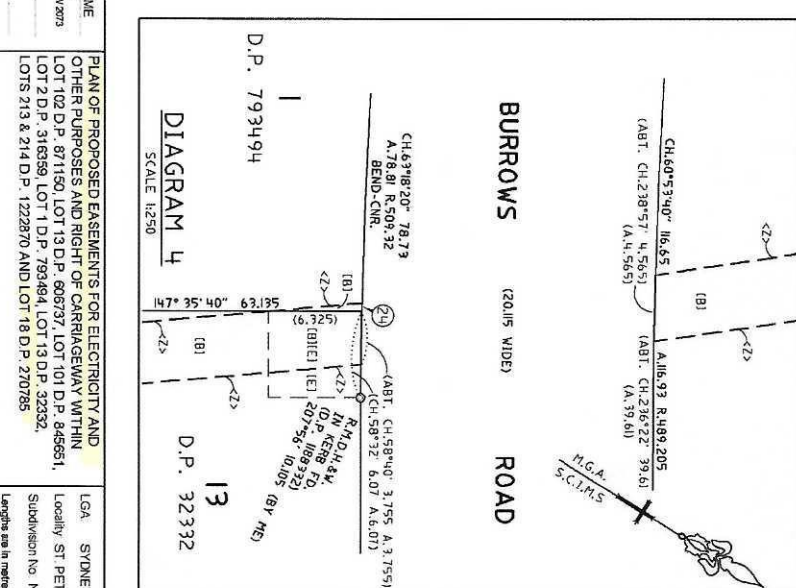 CH.60°53'40" 116.65
(ABT. CH.238°57' 4.565)
(A.4.565)
A.116.93 R.489.205
(ABT. CH.236°22' 39.61)
(A.39.61)
<Z>
[B]
<Z>
BURROWS ROAD
(20.115 WIDE)
M.G.A.
S.C.I.M.S
CH.63°18'20" 78.73
A.78.81 R.509.32
BEND-CNR.
24
(ABT. CH.58°40' 3.755 A.3.755)
(CH.58°32' 6.07 A.6.07)
R.M.D.H.&W.
IN KERB FD.
(D.P. 1188332)
207°56' 10.105 (BY ME)
<Z>
[B]
147° 35' 40" 63.135
(6.325)
[B][E]
[E]
<Z>
<Z>
[B]
<Z>
<Z>
1
D.P. 793494
13
D.P. 32332
DIAGRAM 4
SCALE 1:250
PLAN OF PROPOSED EASEMENTS FOR ELECTRICITY AND
OTHER PURPOSES AND RIGHT OF CARRIAGEWAY WITHIN
LOT 102 D.P. 871150, LOT 13 D.P. 606737, LOT 101 D.P. 845651,
LOT 2 D.P. 316359, LOT 1 D.P. 793494, LOT 13 D.P. 32332,
LOTS 213 & 214 D.P. 1222870 AND LOT 18 D.P. 270785
LGA SYDNE
Locality ST. PET
Subdivision No. N
Lengths are in metre
ME
2073